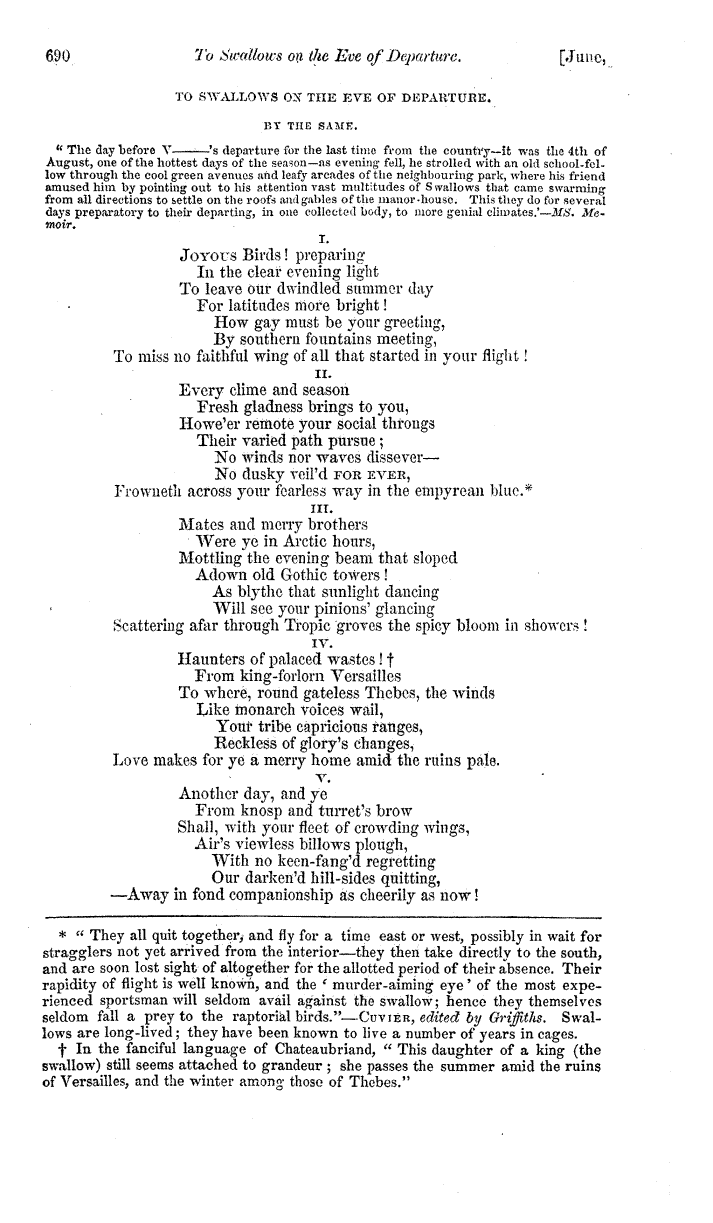 690 To Swallows on the Eve of Departure. [June,
TO SWALLOWS ON THE EVE OF DEPARTURE.
BY THE SAME.
“ The day before V———'s departure for the last time from the country—it was the 4th of
August, one of the hottest days of the season—as evening fell, he strolled with an old school-fel-
low through the cool green avenues and leafy arcades of the neighbouring park, where his friend
amused him by pointing out to his attention vast multitudes of Swallows that came swarming
from all directions to settle on the roofs and gables of the manor-house. This they do for several
days preparatory to their departing, in one collected body, to more genial climates.'—MS. Me-
moir.
I.
JOYOUS Birds! preparing
In the clear evening light
To leave our dwindled summer day
For latitudes more bright!
How gay must be your greeting,
By southern fountains meeting,
To miss no faithful wing of all that started in your flight!
II.
Every clime and season
Fresh gladness brings to you,
Howe'er remote your social throngs
Their varied path pursue;
No winds nor waves dissever—
No dusky veil'd FOR EVER,
Frowneth across your fearless way in the empyrean blue.*
III.
Mates and merry brothers
Were ye in Arctic hours,
Mottling the evening beam that sloped
Adown old Gothic towers!
As blythe that sunlight dancing
Will see your pinions' glancing
Scattering afar through Tropic groves the spicy bloom in showers!
IV.
Haunters of palaced wastes!†
From king-forlorn Versailles
To where, round gateless Thebes, the winds
Like monarch voices wail,
Your tribe capricious ranges,
Reckless of glory's changes,
Love makes for ye a merry home amid the ruins pale.
V.
Another day, and ye
From knosp and turret's brow
Shall, with your fleet of crowding wings,
Air's viewless billows plough,
With no keen-fang'd regretting
Our darken'd hill-sides quitting,
—Away in fond companionship as cheerily as now!
* “ They all quit together, and fly for a time east or west, possibly in wait for
stragglers not yet arrived from the interior—they then take directly to the south,
and are soon lost sight of altogether for the allotted period of their absence. Their
rapidity of flight is well known, and the ‘ murder-aiming eye’ of the most expe-
rienced sportsman will seldom avail against the swallow; hence they themselves
seldom fall a prey to the raptorial birds.”—CUVIER, edited by Griffiths. Swal-
lows are long-lived; they have been known to live a number of years in cages.
† In the fanciful language of Chateaubriand, “ This daughter of a king (the
swallow) still seems attached to grandeur; she passes the summer amid the ruins
of Versailles, and the winter among those of Thebes.”